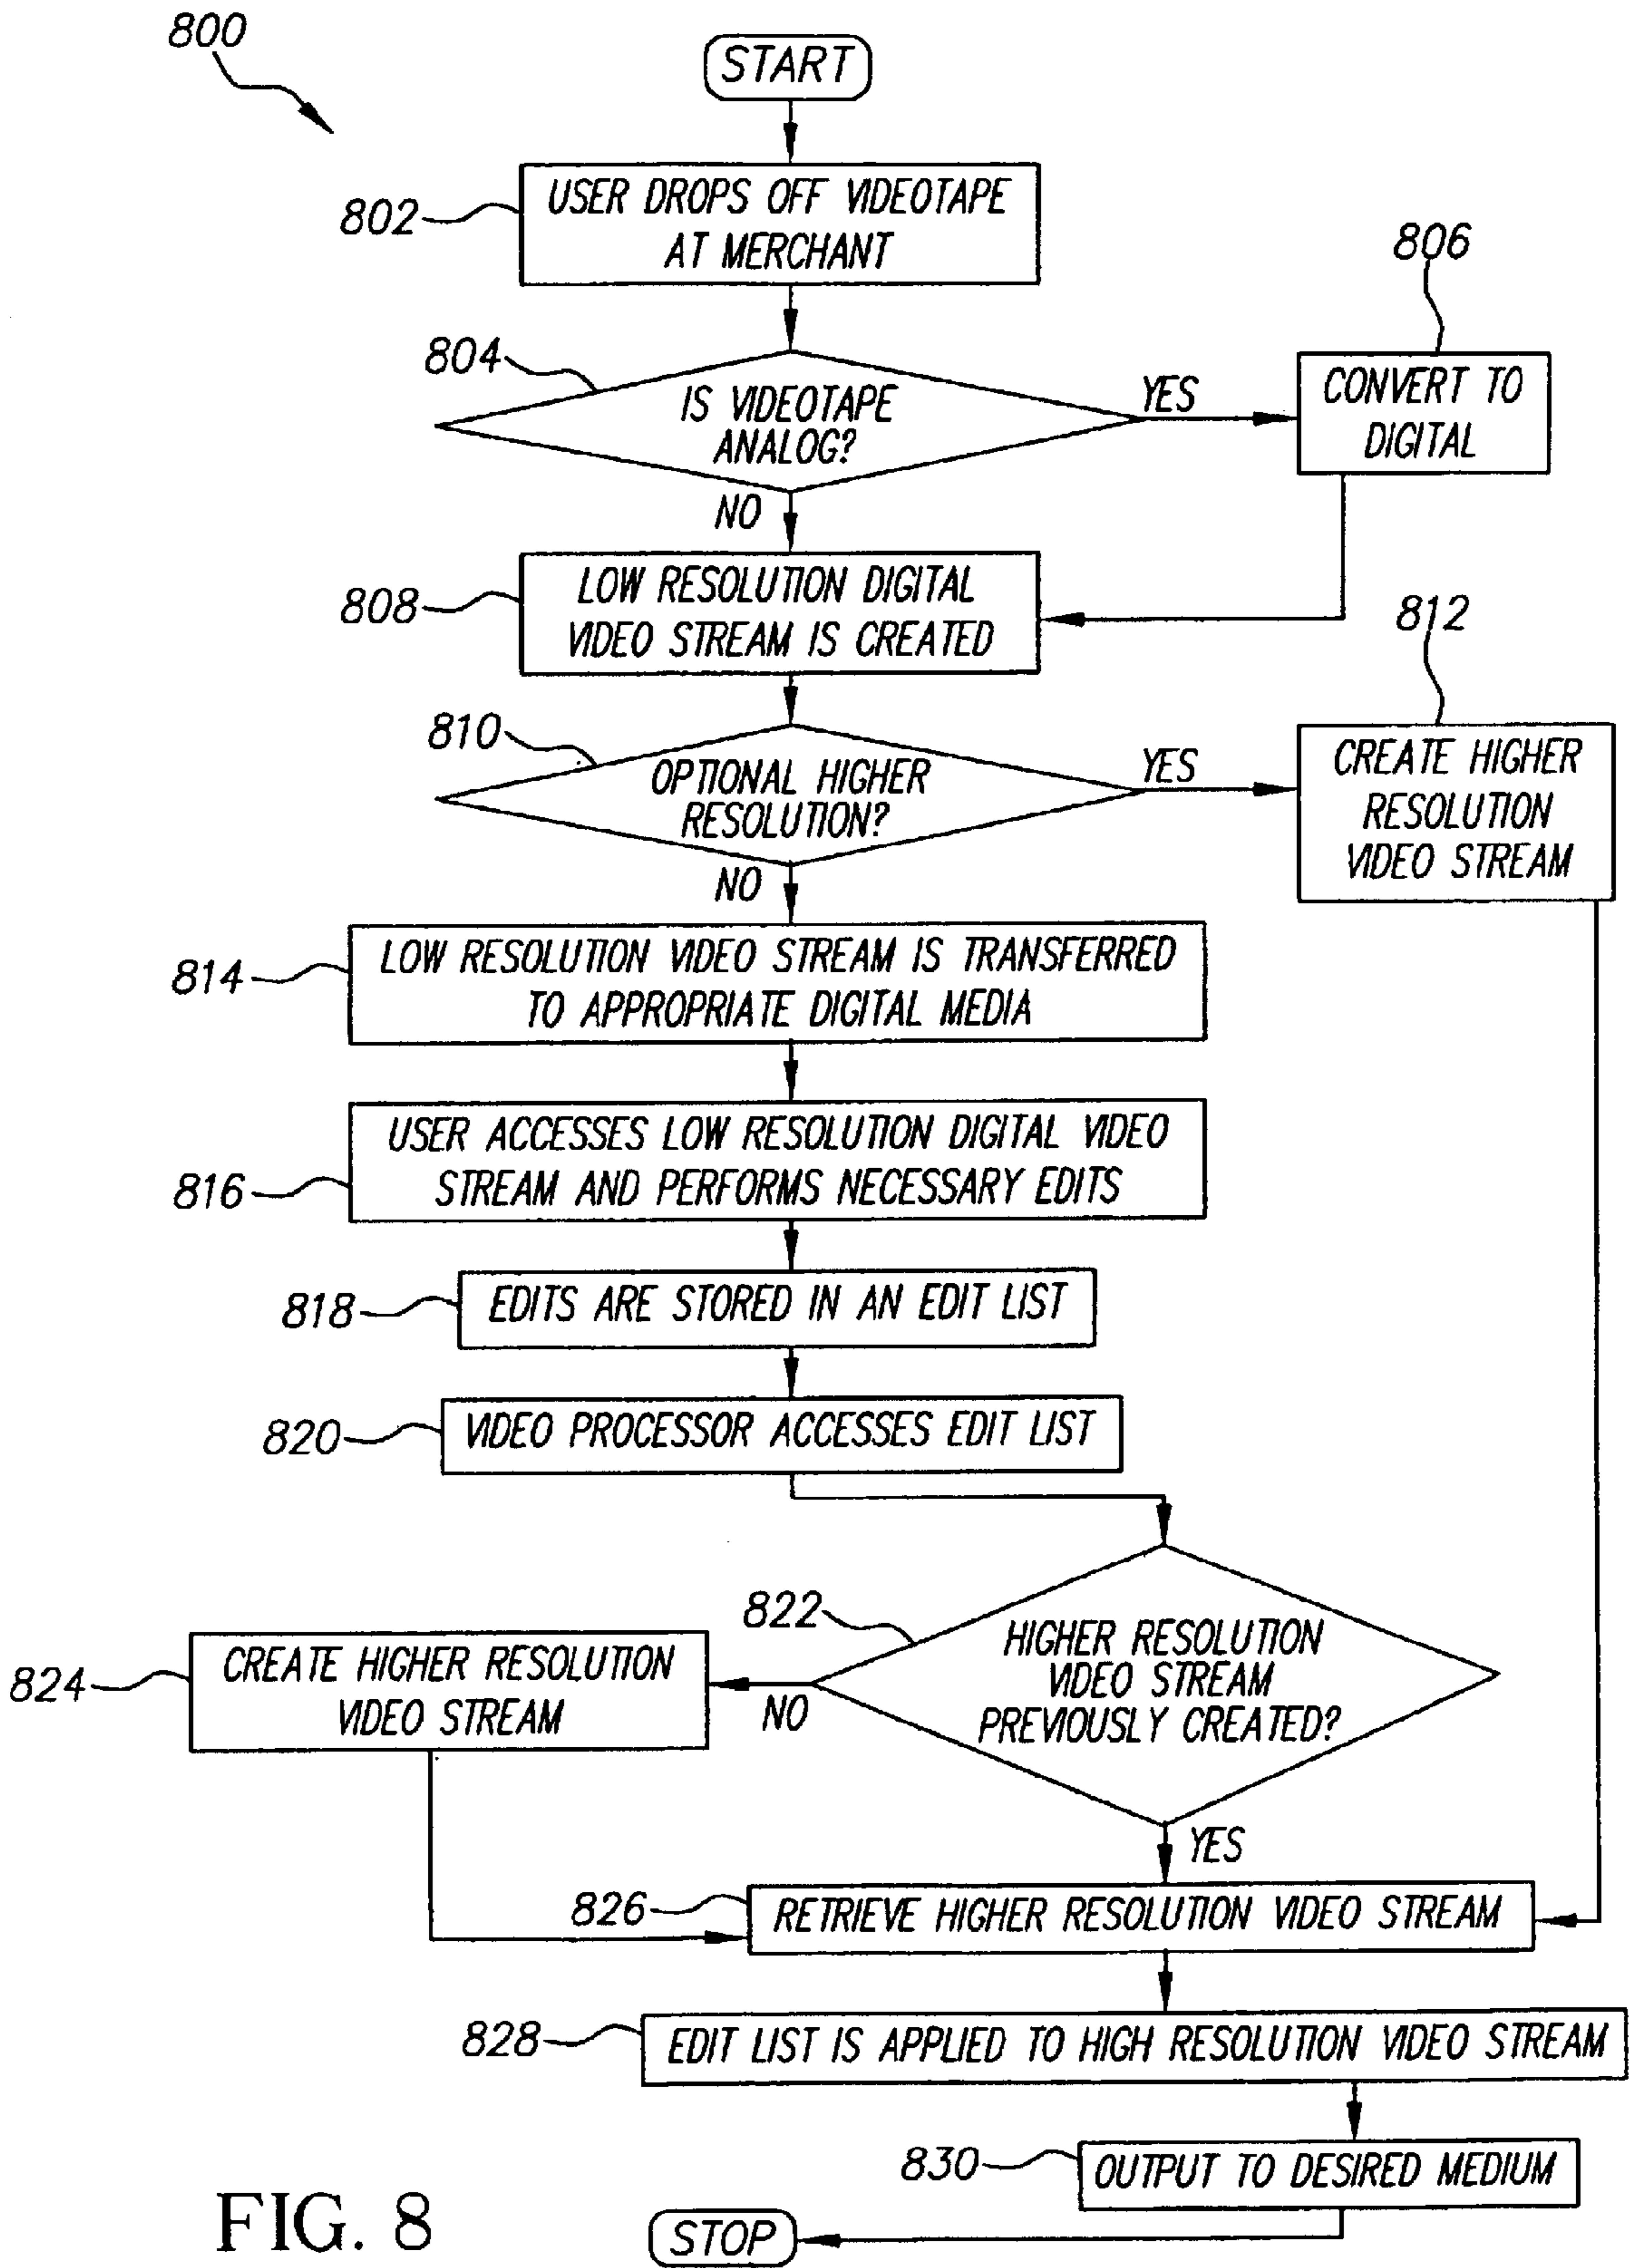 800
START
802
USER DROPS OFF VIDEOTAPE
AT MERCHANT
804
IS VIDEOTAPE
ANALOG?
YES
806
CONVERT TO
DIGITAL
NO
808
LOW RESOLUTION DIGITAL
VIDEO STREAM IS CREATED
810
OPTIONAL HIGHER
RESOLUTION?
YES
812
CREATE HIGHER
RESOLUTION
VIDEO STREAM
NO
814
LOW RESOLUTION VIDEO STREAM IS TRANSFERRED
TO APPROPRIATE DIGITAL MEDIA
816
USER ACCESSES LOW RESOLUTION DIGITAL VIDEO
STREAM AND PERFORMS NECESSARY EDITS
818
EDITS ARE STORED IN AN EDIT LIST
820
VIDEO PROCESSOR ACCESSES EDIT LIST
822
HIGHER RESOLUTION
VIDEO STREAM
PREVIOUSLY CREATED?
NO
824
CREATE HIGHER RESOLUTION
VIDEO STREAM
YES
826
RETRIEVE HIGHER RESOLUTION VIDEO STREAM
828
EDIT LIST IS APPLIED TO HIGH RESOLUTION VIDEO STREAM
830
OUTPUT TO DESIRED MEDIUM
STOP
FIG. 8